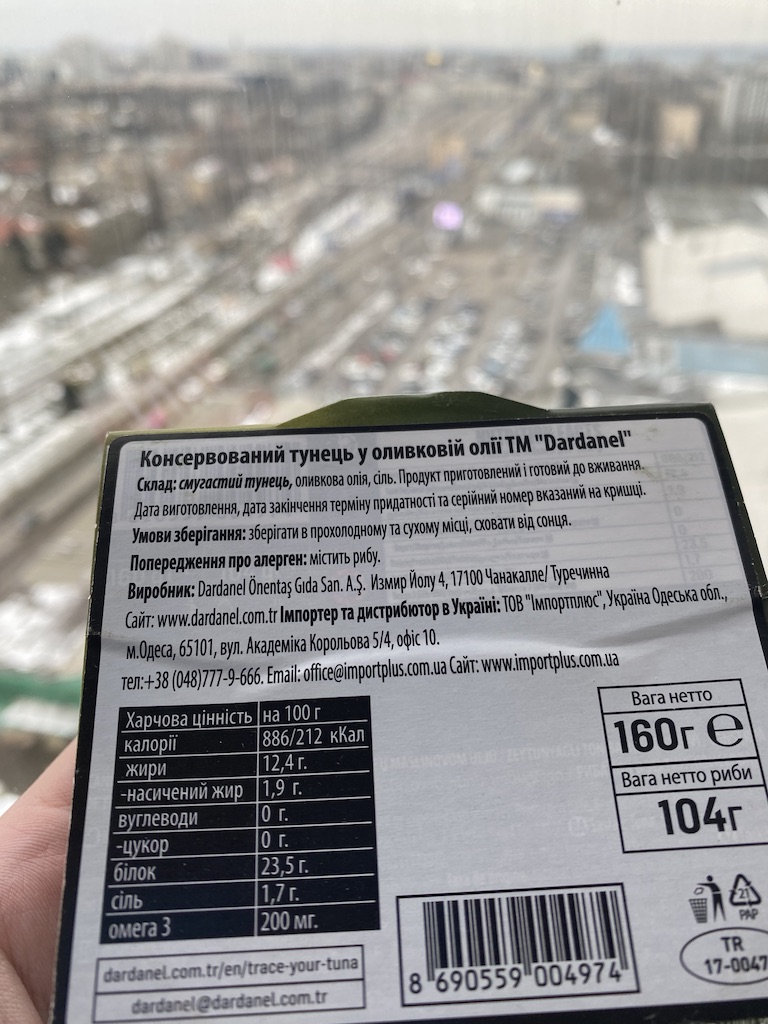 Консервований тунець у оливковій олії ТМ "Dardanel"
Склад: смугастий тунець, оливкова олія, сіль. Продукт приготовлений і готовий до вживання.
Дата виготовлення, дата закінчення терміну придатності та серійний номер вказаний на кришці.
Умови зберігання: зберігати в прохолодному та сухому місці, сховати від сонця.
Попередження про алерген: містить рибу.
Виробник: Dardanel Önentaş Gıda San. A.Ş. Измир Йолу 4, 17100 Чанакалле/ Туречинна
Сайт: www.dardanel.com.tr Імпортер та дистрибютор в Україні: ТОВ "Імпортплюс", Україна Одеська обл.,
м.Одеса, 65101, вул. Академіка Корольова 5/4, офіс 10.
тел:+38 (048)777-9-666. Email: office@importplus.com.ua Сайт: www.importplus.com.ua
Харчова цінність на 100 г
калорії 886/212 кКал
жири 12,4 г.
-насичений жир 1,9 г.
вуглеводи 0 г.
-цукор 0 г.
білок 23,5 г.
сіль 1,7 г.
омега 3 200 мг.
Вага нетто
160г e
Вага нетто риби
104г
dardanel.com.tr/en/trace-your-tuna
dardanel@dardanel.com.tr
8 690559 004974
21
PAP
TR
17-0047